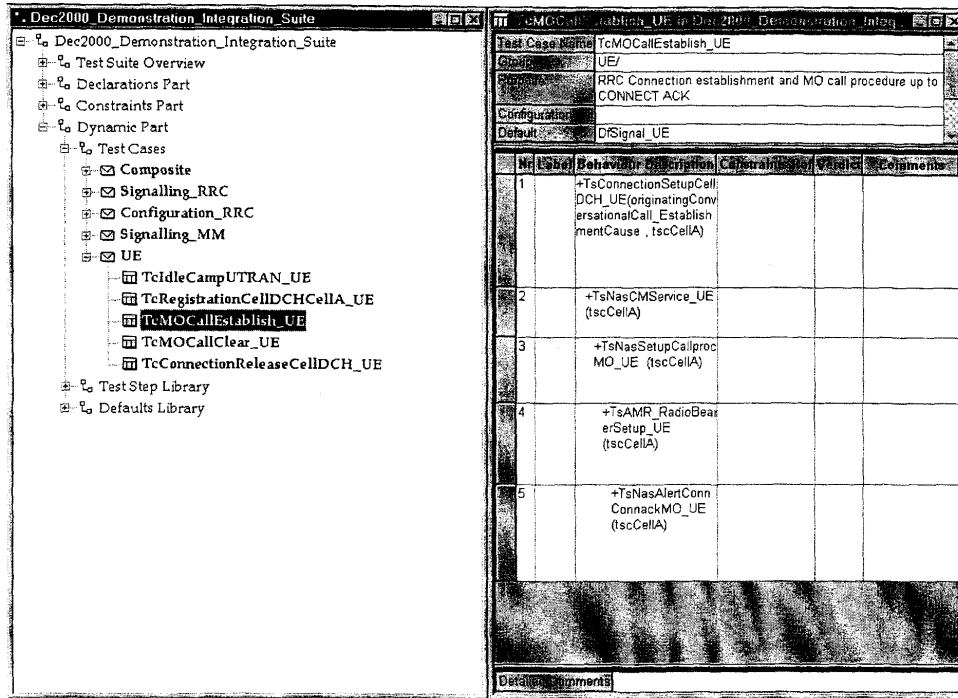 Dec2000_Demonstration_Integration_Suite
Dec2000_Demonstration_Integration_Suite
Test Suite Overview
Declarations Part
Constraints Part
Dynamic Part
Test Cases
Composite
Signalling_RRC
Configuration_RRC
Signalling_MM
UE
TcIdleCampUTRAN_UE
TcRegistrationCellDCHCellA_UE
TcMOCallEstablish_UE
TcMOCallClear_UE
TcConnectionReleaseCellDCH_UE
Test Step Library
Defaults Library
TcMOCallEstablish_UE in Dec2000_Demonstration_Integ
Test Case Name TcMOCallEstablish_UE
UE/
RRC Connection establishment and MO call procedure up to
CONNECT ACK
Configuration
Default DfSignal_UE
Nr Label Behaviour Description Constraints Ref Verdict Comments
1 +TsConnectionSetupCell
DCH_UE(originatingConv
ersationalCall_Establish
mentCause , tscCellA)
2 +TsNasCMService_UE
(tscCellA)
3 +TsNasSetupCallproc
MO_UE (tscCellA)
4 +TsAMR_RadioBear
erSetup_UE
(tscCellA)
5 +TsNasAlertConn
ConnackMO_UE
(tscCellA)
Detailed Comments